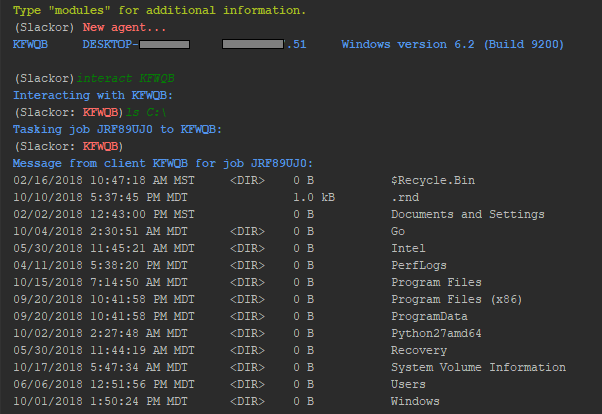 Type "modules" for additional information.
(Slackor) New agent...
KFWQB DESKTOP- .51 Windows version 6.2 (Build 9200)
(Slackor)interact KFWQB
Interacting with KFWQB:
(Slackor: KFWQB)ls C:\
Tasking job JRF89UJ0 to KFWQB:
(Slackor: KFWQB)
Message from client KFWQB for job JRF89UJ0:
02/16/2018 10:47:18 AM MST <DIR> 0 B $Recycle.Bin
10/10/2018 5:37:45 PM MDT 1.0 kB .rnd
02/02/2018 12:43:00 PM MST 0 B Documents and Settings
10/04/2018 2:30:51 AM MDT <DIR> 0 B Go
05/30/2018 11:45:21 AM MDT <DIR> 0 B Intel
04/11/2018 5:38:20 PM MDT <DIR> 0 B PerfLogs
10/15/2018 7:14:50 AM MDT <DIR> 0 B Program Files
09/20/2018 10:41:58 PM MDT <DIR> 0 B Program Files (x86)
09/20/2018 10:41:58 PM MDT <DIR> 0 B ProgramData
10/02/2018 2:27:48 AM MDT <DIR> 0 B Python27amd64
05/30/2018 11:44:19 AM MDT <DIR> 0 B Recovery
10/17/2018 5:47:34 AM MDT <DIR> 0 B System Volume Information
06/06/2018 12:51:56 PM MDT <DIR> 0 B Users
10/01/2018 1:50:24 PM MDT <DIR> 0 B Windows